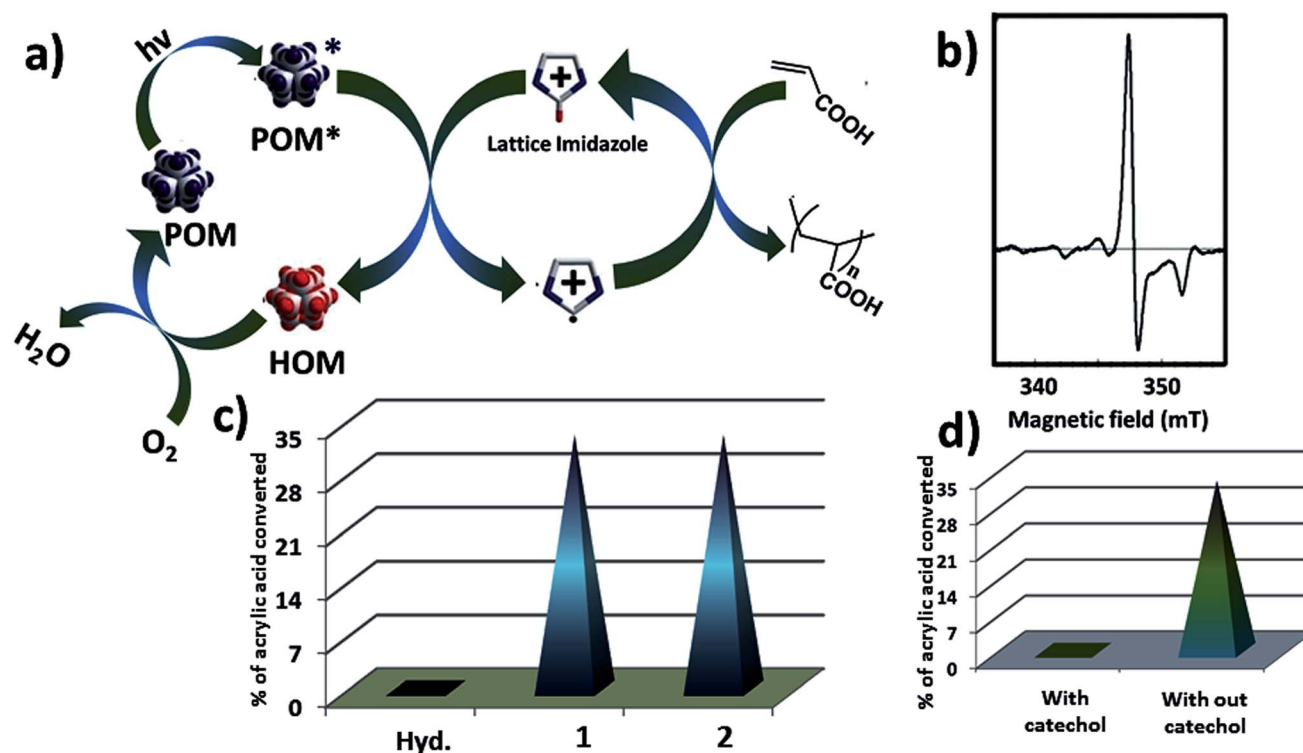 a)
hν
*
POM*
POM
HOM
H₂O
O₂
Lattice Imidazole
COOH
n
COOH
b)
340 350
Magnetic field (mT)
c)
% of acrylic acid converted
35
28
21
14
7
0
Hyd. 1 2
d)
% of acrylic acid converted
35
28
21
14
7
0
With
catechol
With out
catechol